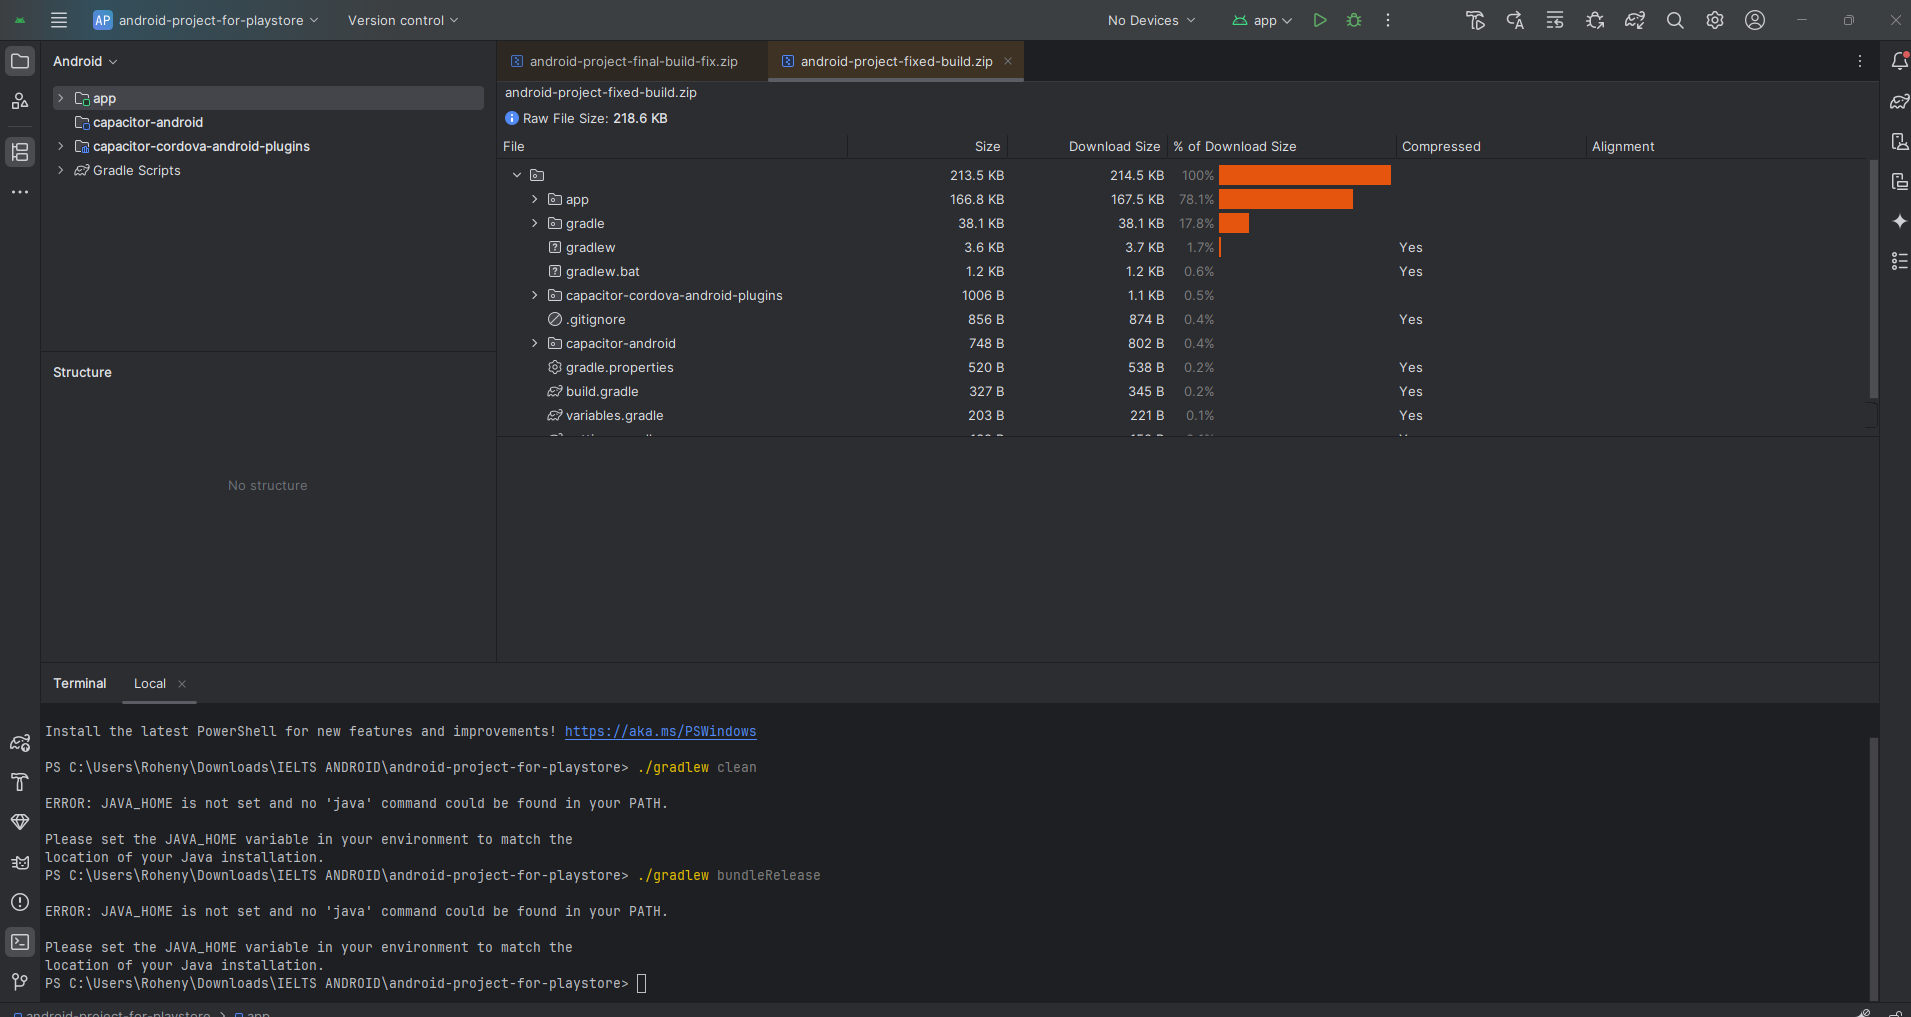 AP android-project-for-playstore Version control No Devices app
Android
app
capacitor-android
capacitor-cordova-android-plugins
Gradle Scripts
Structure
No structure
android-project-final-build-fix.zip android-project-fixed-build.zip
android-project-fixed-build.zip
Raw File Size: 218.6 KB
File Size Download Size % of Download Size Compressed Alignment
213.5 KB 214.5 KB 100%
app 166.8 KB 167.5 KB 78.1%
gradle 38.1 KB 38.1 KB 17.8%
gradlew 3.6 KB 3.7 KB 1.7% Yes
gradlew.bat 1.2 KB 1.2 KB 0.6% Yes
capacitor-cordova-android-plugins 1006 B 1.1 KB 0.5%
.gitignore 856 B 874 B 0.4% Yes
capacitor-android 748 B 802 B 0.4%
gradle.properties 520 B 538 B 0.2% Yes
build.gradle 327 B 345 B 0.2% Yes
variables.gradle 203 B 221 B 0.1% Yes
Terminal Local
Install the latest PowerShell for new features and improvements! https://aka.ms/PSWindows
PS C:\Users\Roheny\Downloads\IELTS ANDROID\android-project-for-playstore> ./gradlew clean
ERROR: JAVA_HOME is not set and no 'java' command could be found in your PATH.
Please set the JAVA_HOME variable in your environment to match the
location of your Java installation.
PS C:\Users\Roheny\Downloads\IELTS ANDROID\android-project-for-playstore> ./gradlew bundleRelease
ERROR: JAVA_HOME is not set and no 'java' command could be found in your PATH.
Please set the JAVA_HOME variable in your environment to match the
location of your Java installation.
PS C:\Users\Roheny\Downloads\IELTS ANDROID\android-project-for-playstore>
android-project-for-playstore > app